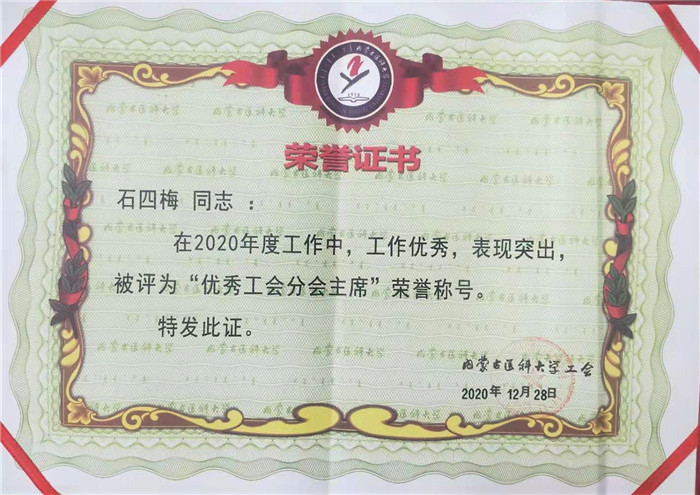 荣誉证书
石四梅 同志 ：
在2020年度工作中，工作优秀，表现突出，
被评为“优秀工会分会主席”荣誉称号。
特发此证。
内蒙古医科大学工会
2020年 12月 28日